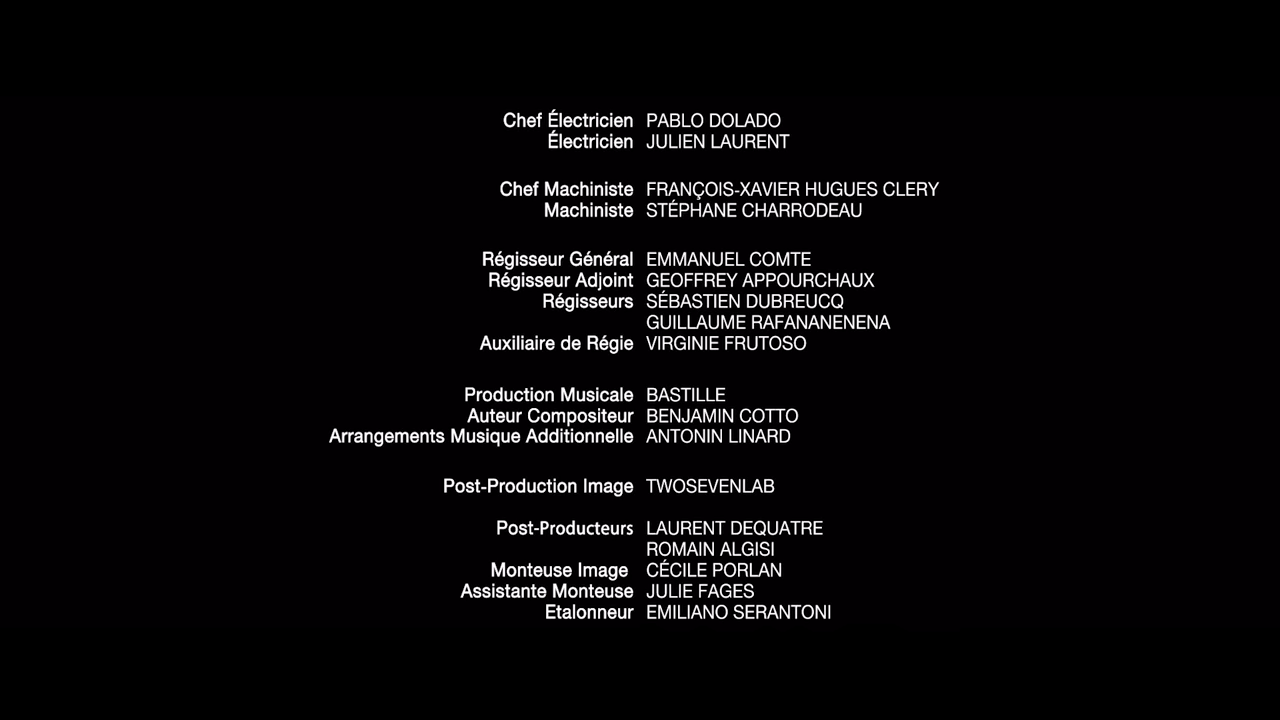 Chef Électricien PABLO DOLADO
Électricien JULIEN LAURENT
Chef Machiniste FRANÇOIS-XAVIER HUGUES CLERY
Machiniste STÉPHANE CHARRODEAU
Régisseur Général EMMANUEL COMTE
Régisseur Adjoint GEOFFREY APPOURCHAUX
Régisseurs SÉBASTIEN DUBREUCQ
GUILLAUME RAFANANENENA
Auxiliaire de Régie VIRGINIE FRUTOSO
Production Musicale BASTILLE
Auteur Compositeur BENJAMIN COTTO
Arrangements Musique Additionnelle ANTONIN LINARD
Post-Production Image TWOSEVENLAB
Post-Producteurs LAURENT DEQUATRE
ROMAIN ALGISI
Monteuse Image CÉCILE PORLAN
Assistante Monteuse JULIE FAGES
Etalonneur EMILIANO SERANTONI